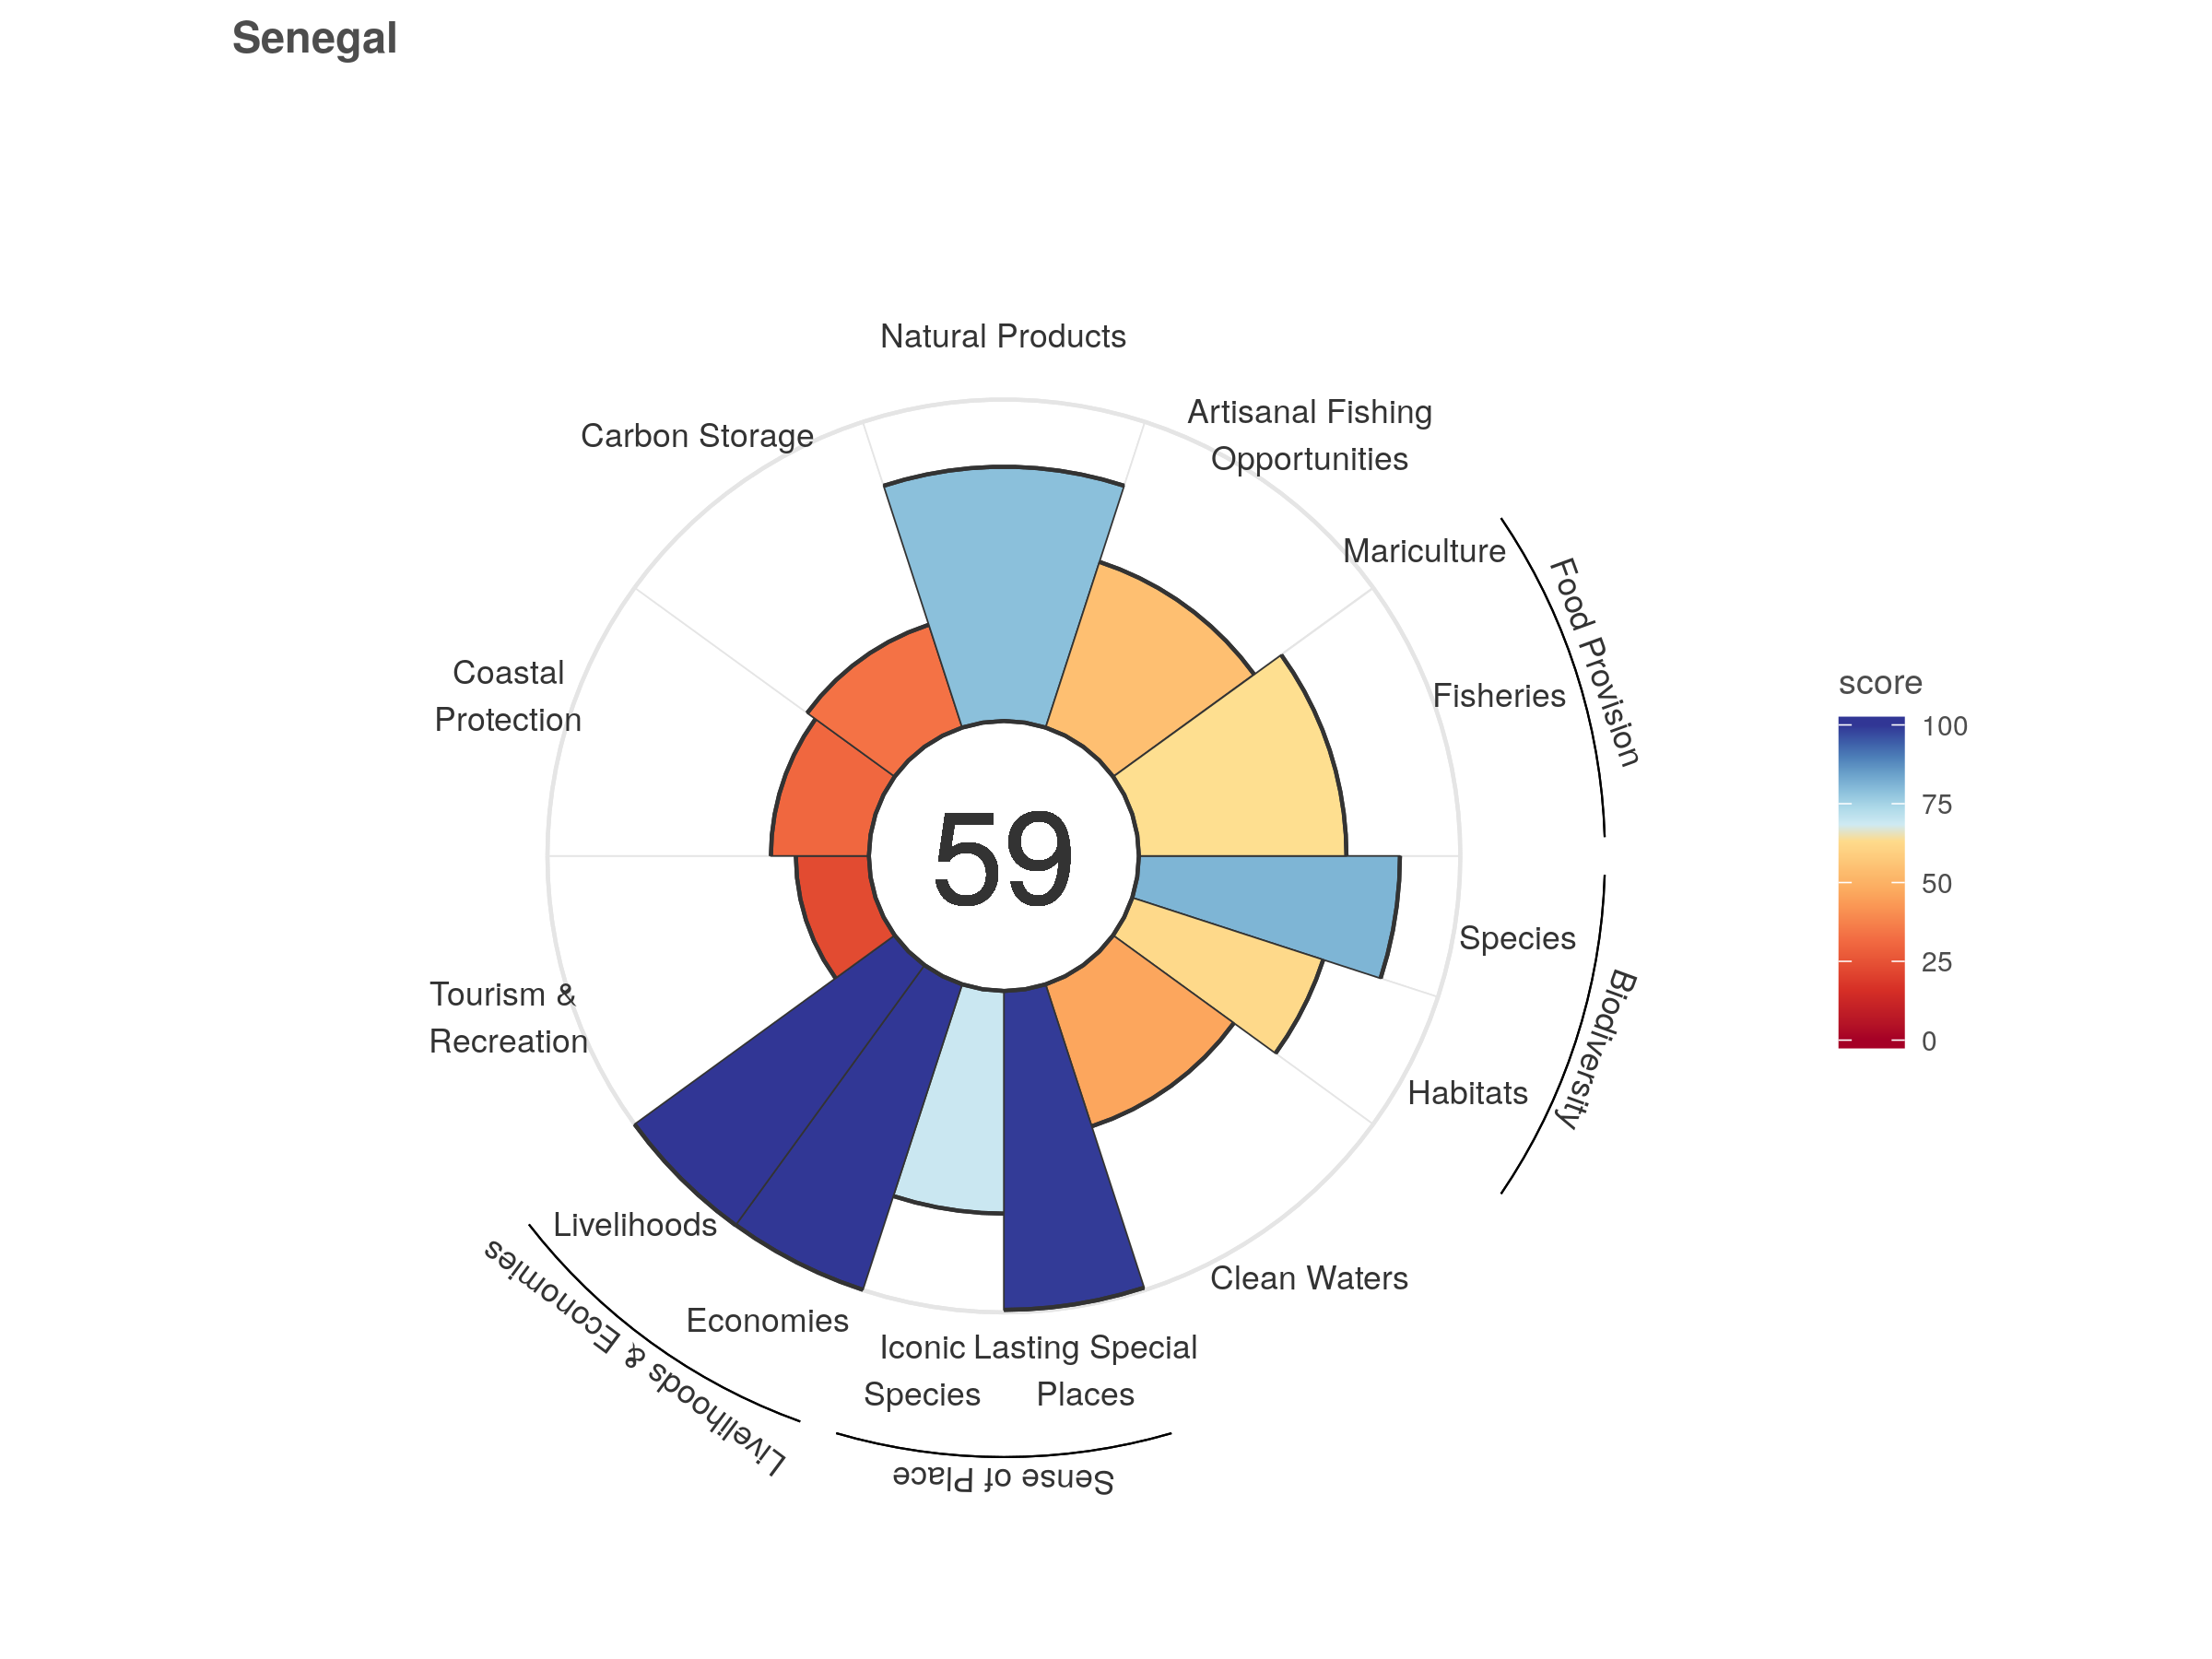 Senegal
Natural Products
Carbon Storage
Artisanal Fishing
Opportunities
Mariculture
Food Provision
Fisheries
Coastal
Protection
59
score
100
75
50
25
0
Species
Biodiversity
Habitats
Tourism &
Recreation
Livelihoods
Clean Waters
Economies
Livelihoods & Economies
Iconic
Species
Lasting Special
Places
Sense of Place